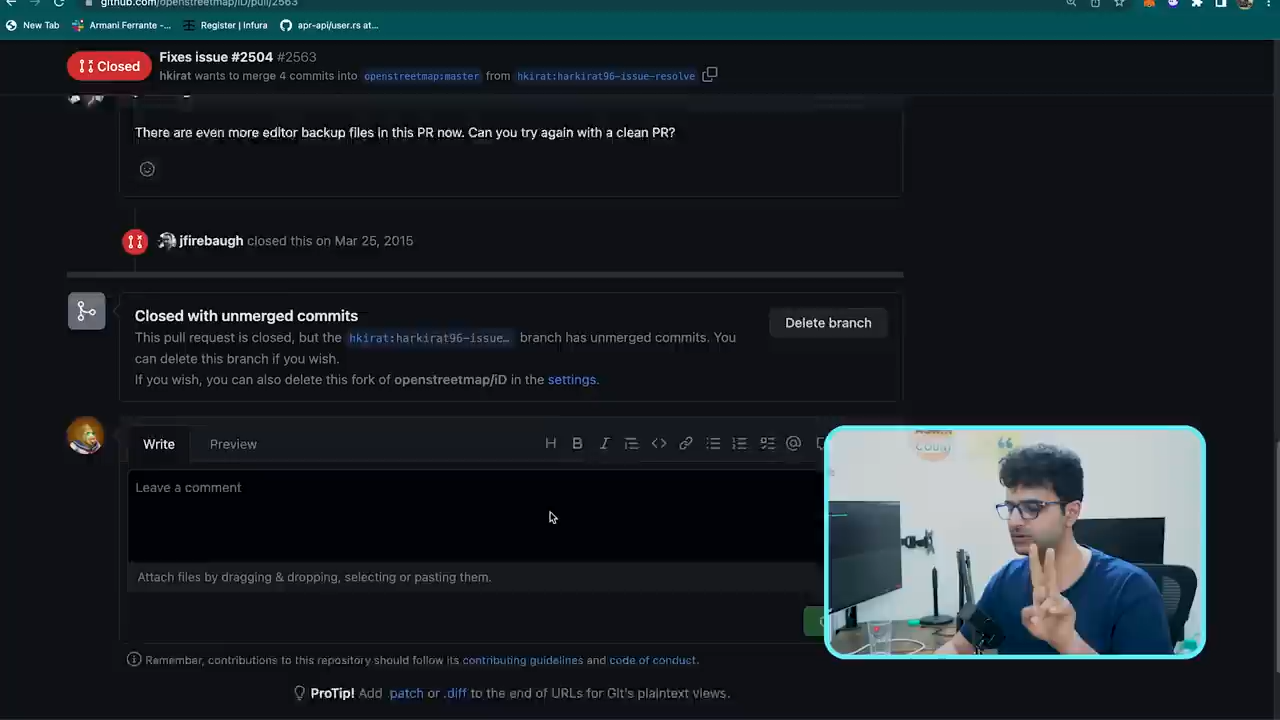 github.com/openstreetmap/iD/pull/2563
New Tab
Armani Ferrante -...
Register | Infura
apr-api/user.rs at...
Closed
Fixes issue #2504 #2563
hkirat wants to merge 4 commits into openstreetmap:master from hkirat:harkirat96-issue-resolve
There are even more editor backup files in this PR now. Can you try again with a clean PR?
jfirebaugh closed this on Mar 25, 2015
Closed with unmerged commits
Delete branch
This pull request is closed, but the hkirat:harkirat96-issue… branch has unmerged commits. You
can delete this branch if you wish.
If you wish, you can also delete this fork of openstreetmap/iD in the settings.
Write
Preview
Leave a comment
Attach files by dragging & dropping, selecting or pasting them.
Remember, contributions to this repository should follow its contributing guidelines and code of conduct.
ProTip! Add .patch or .diff to the end of URLs for Git's plaintext views.